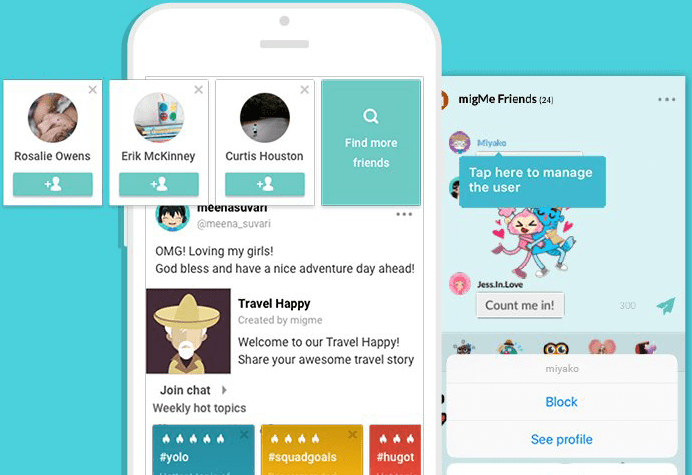 Rosalie Owens
Erik McKinney
Curtis Houston
Find more
friends
meenasuvari
@meena_suvari
OMG! Loving my girls!
God bless and have a nice adventure day ahead!
Travel Happy
Created by migme
Welcome to our Travel Happy!
Share your awesome travel story
Join chat
Weekly hot topics
#yolo
#squadgoals
#hugot
migMe Friends (24)
Miyako
Tap here to manage
the user
Jess.In.Love
Count me in!
300
miyako
Block
See profile